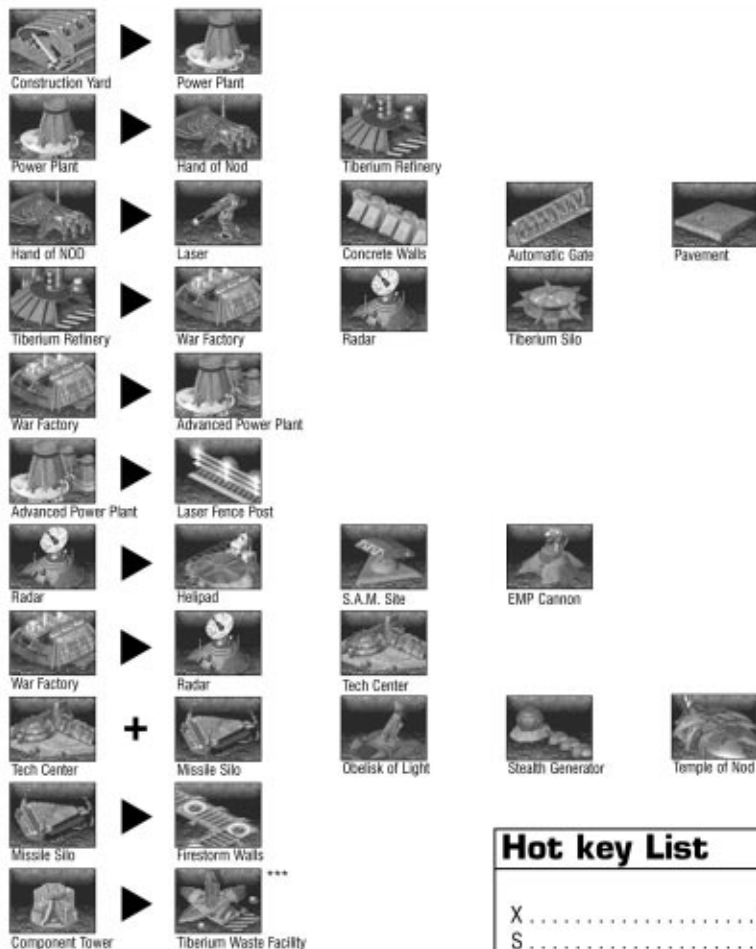 Construction Yard Power Plant
Power Plant Hand of Nod Tiberium Refinery
Hand of NOD Laser Concrete Walls Automatic Gate Pavement
Tiberium Refinery War Factory Radar Tiberium Silo
War Factory Advanced Power Plant
Advanced Power Plant Laser Fence Post
Radar Helipad S.A.M. Site EMP Cannon
War Factory Radar Tech Center
+
Tech Center Missile Silo Obelisk of Light Stealth Generator Temple of Nod
Missile Silo Firestorm Walls
***
Component Tower Tiberium Waste Facility
Hot key List
X . . . . . . . . . . . . . . . . . . .
S . . . . . . . . . . . . . . . . . . .